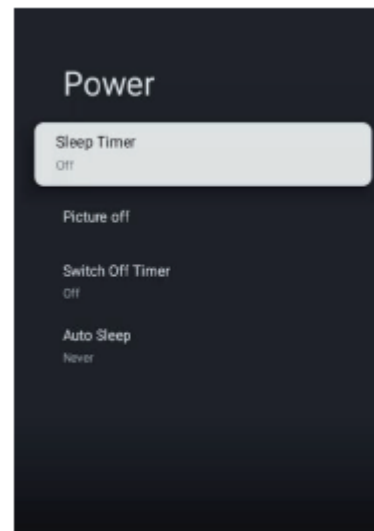 Power
Sleep Timer
Off
Picture off
Switch Off Timer
Off
Auto Sleep
Never